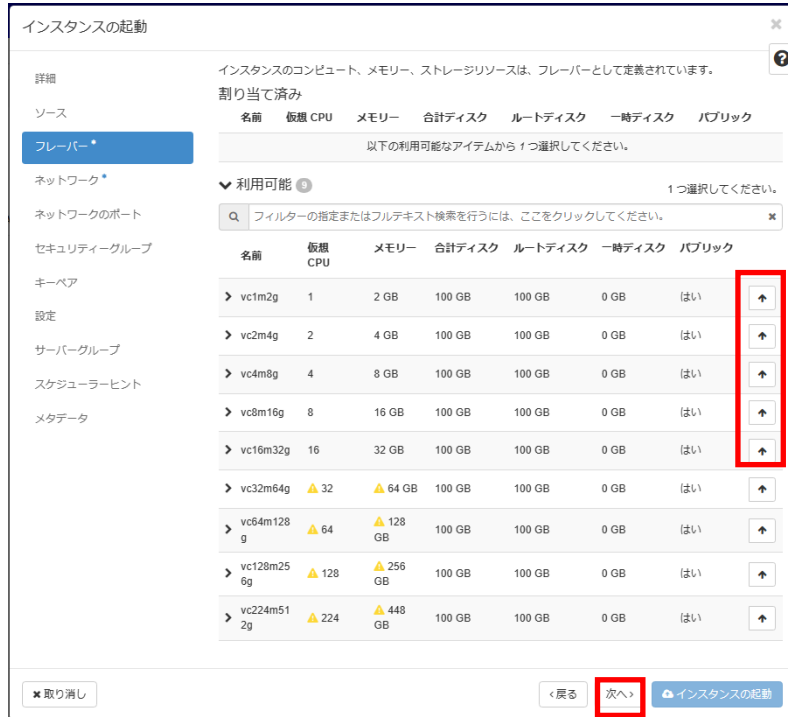 インスタンスの起動
詳細
ソース
フレーバー *
ネットワーク *
ネットワークのポート
セキュリティーグループ
キーペア
設定
サーバーグループ
スケジューラーヒント
メタデータ
インスタンスのコンピュート、メモリー、ストレージリソースは、フレーバーとして定義されています。
割り当て済み
名前 仮想 CPU メモリー 合計ディスク ルートディスク 一時ディスク パブリック
以下の利用可能なアイテムから 1 つ選択してください。
利用可能 9
1 つ選択してください。
フィルターの指定またはフルテキスト検索を行うには、ここをクリックしてください。
名前 仮想 CPU メモリー 合計ディスク ルートディスク 一時ディスク パブリック
vc1m2g 1 2 GB 100 GB 100 GB 0 GB はい
vc2m4g 2 4 GB 100 GB 100 GB 0 GB はい
vc4m8g 4 8 GB 100 GB 100 GB 0 GB はい
vc8m16g 8 16 GB 100 GB 100 GB 0 GB はい
vc16m32g 16 32 GB 100 GB 100 GB 0 GB はい
vc32m64g 32 64 GB 100 GB 100 GB 0 GB はい
vc64m128g 64 128 GB 100 GB 100 GB 0 GB はい
vc128m256g 128 256 GB 100 GB 100 GB 0 GB はい
vc224m512g 224 448 GB 100 GB 100 GB 0 GB はい
×取り消し
‹戻る
次へ›
インスタンスの起動